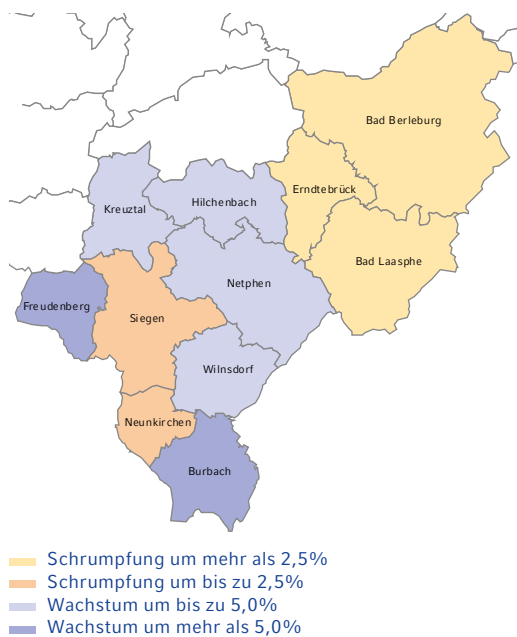 Bad Berleburg
Erndtebrück
Hilchenbach
Kreuztal
Bad Laasphe
Netphen
Freudenberg
Siegen
Wilnsdorf
Neunkirchen
Burbach
Schrumpfung um mehr als 2,5%
Schrumpfung um bis zu 2,5%
Wachstum um bis zu 5,0%
Wachstum um mehr als 5,0%